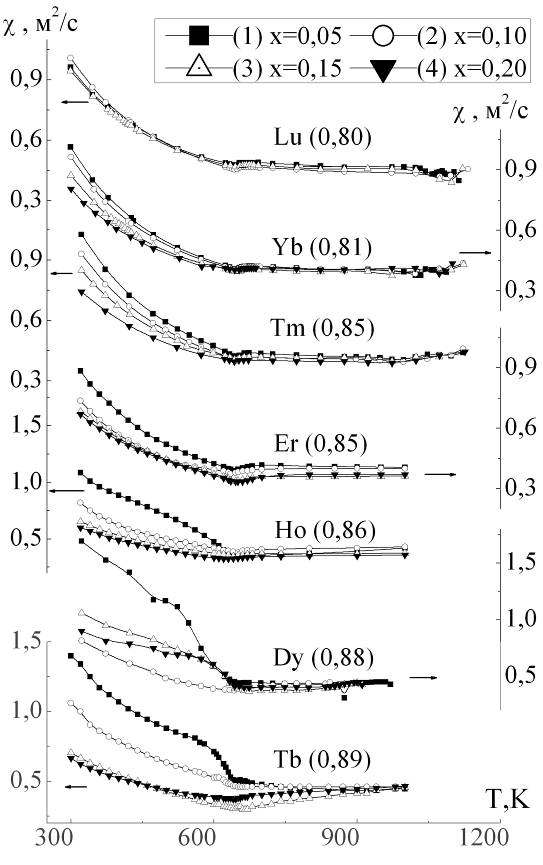 χ , м²/с
(1) x=0,05 (2) x=0,10
(3) x=0,15 (4) x=0,20
χ , м²/с
0,9
Lu (0,80)
0,6
0,9
0,3
0,6
Yb (0,81)
0,9
0,3
0,6
Tm (0,85)
0,9
0,3
1,5
0,6
Er (0,85)
1,0
0,3
Ho (0,86)
0,5
1,5
1,0
Dy (0,88)
1,5
0,5
1,0
Tb (0,89)
0,5
T,K
300 600 900 1200